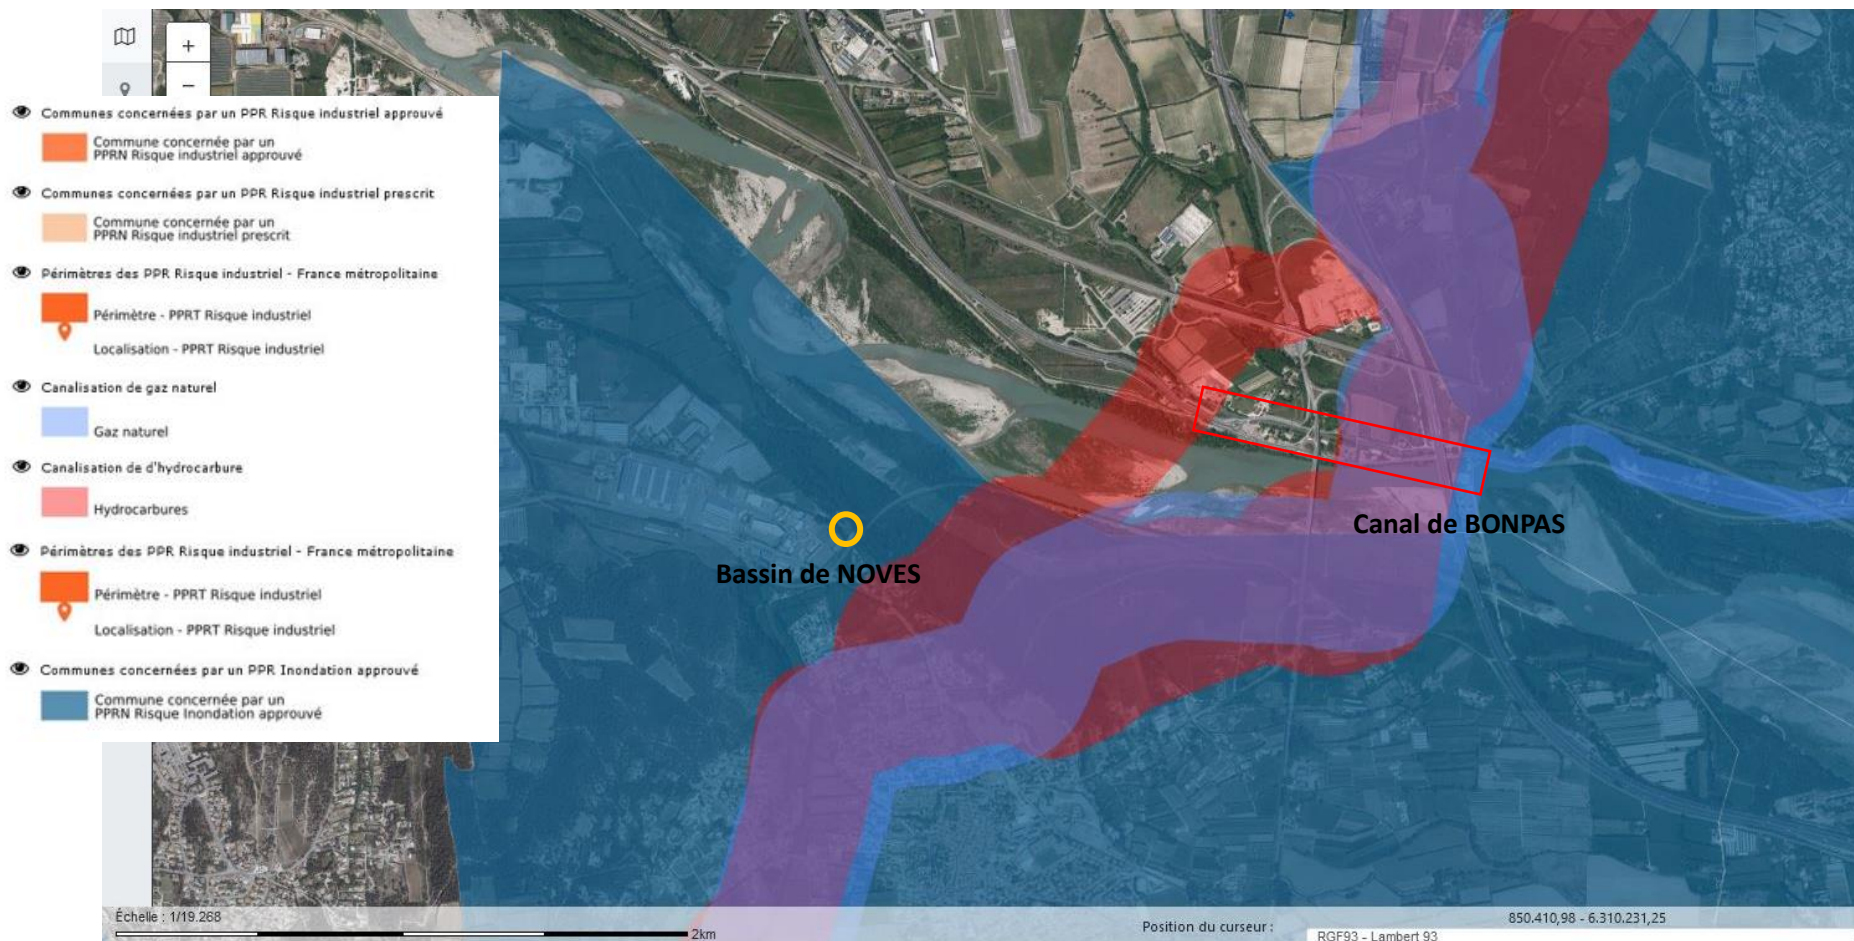 +
−
Communes concernées par un PPR Risque industriel approuvé
Commune concernée par un
PPRN Risque industriel approuvé
Communes concernées par un PPR Risque industriel prescrit
Commune concernée par un
PPRN Risque industriel prescrit
Périmètres des PPR Risque industriel - France métropolitaine
Périmètre - PPRT Risque industriel
Localisation - PPRT Risque industriel
Canalisation de gaz naturel
Gaz naturel
Canalisation de d'hydrocarbure
Hydrocarbures
Périmètres des PPR Risque industriel - France métropolitaine
Périmètre - PPRT Risque industriel
Localisation - PPRT Risque industriel
Communes concernées par un PPR Inondation approuvé
Commune concernée par un
PPRN Risque Inondation approuvé
Canal de BONPAS
Bassin de NOVES
Échelle : 1/19.268
2km
Position du curseur :
850.410,98 - 6.310.231,25
RGF93 - Lambert 93